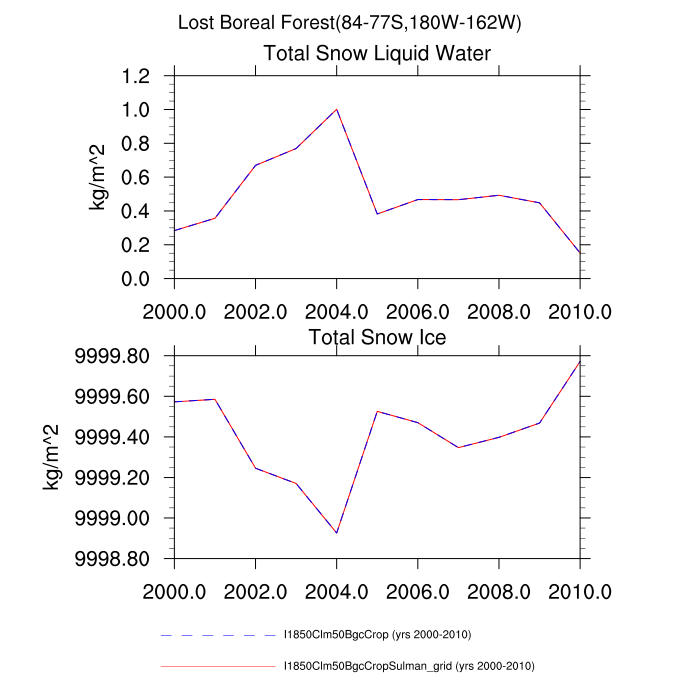 Lost Boreal Forest(84-77S,180W-162W)
Total Snow Liquid Water
1.2
1.0
0.8
0.6
0.4
0.2
0.0
kg/m^2
2000.0 2002.0 2004.0 2006.0 2008.0 2010.0
Total Snow Ice
9999.80
9999.60
9999.40
9999.20
9999.00
9998.80
kg/m^2
2000.0 2002.0 2004.0 2006.0 2008.0 2010.0
I1850Clm50BgcCrop (yrs 2000-2010)
I1850Clm50BgcCropSulman_grid (yrs 2000-2010)